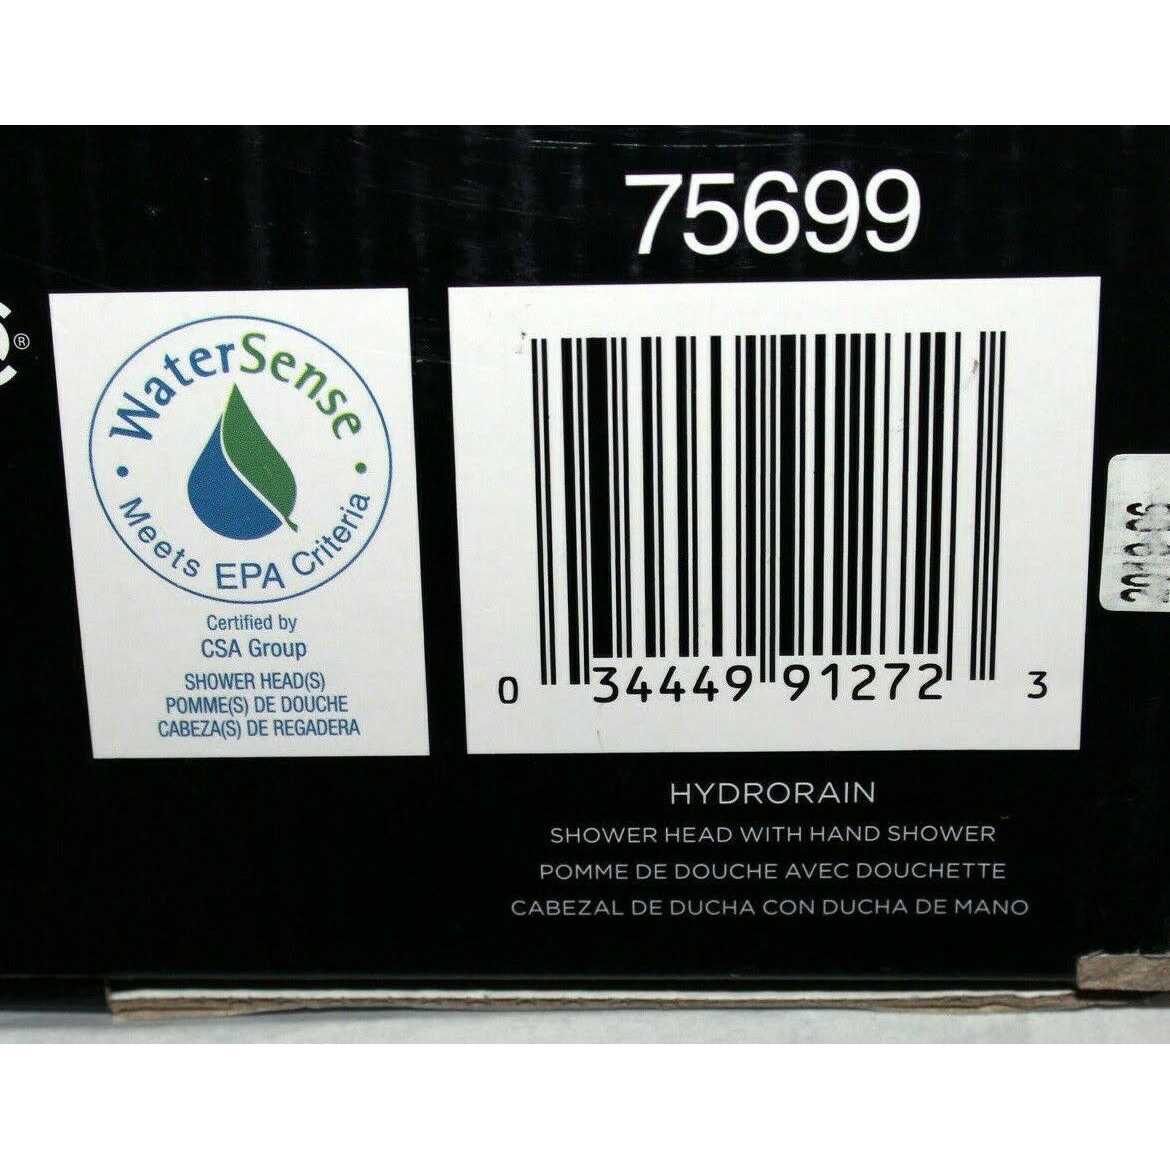 75699
®
WaterSense
Meets EPA Criteria
Certified by
CSA Group
SHOWER HEAD(S)
POMME(S) DE DOUCHE
CABEZA(S) DE REGADERA
0 34449 91272 3
HYDRORAIN
SHOWER HEAD WITH HAND SHOWER
POMME DE DOUCHE AVEC DOUCHETTE
CABEZAL DE DUCHA CON DUCHA DE MANO